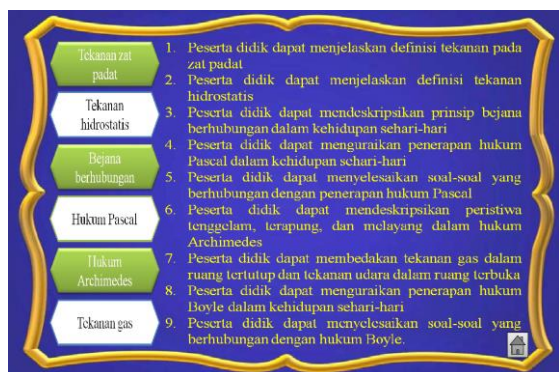 Tekanan zat
padat
Tekanan
hidrostatis
Bejana
berhubungan
Hukum Pascal
Hukum
Archimedes
Tekanan gas
1. Peserta didik dapat menjelaskan definisi tekanan pada
zat padat
2. Peserta didik dapat menjelaskan definisi tekanan
hidrostatis
3. Peserta didik dapat mendeskripsikan prinsip bejana
berhubungan dalam kehidupan sehari-hari
4. Peserta didik dapat menguraikan penerapan hukum
Pascal dalam kehidupan sehari-hari
5. Peserta didik dapat menyelesaikan soal-soal yang
berhubungan dengan penerapan hukum Pascal
6. Peserta didik dapat mendeskripsikan peristiwa
tenggelam, terapung, dan melayang dalam hukum
Archimedes
7. Peserta didik dapat membedakan tekanan gas dalam
ruang tertutup dan tekanan udara dalam ruang terbuka
8. Peserta didik dapat menguraikan penerapan hukum
Boyle dalam kehidupan sehari-hari
9. Peserta didik dapat menyelesaikan soal-soal yang
berhubungan dengan hukum Boyle.